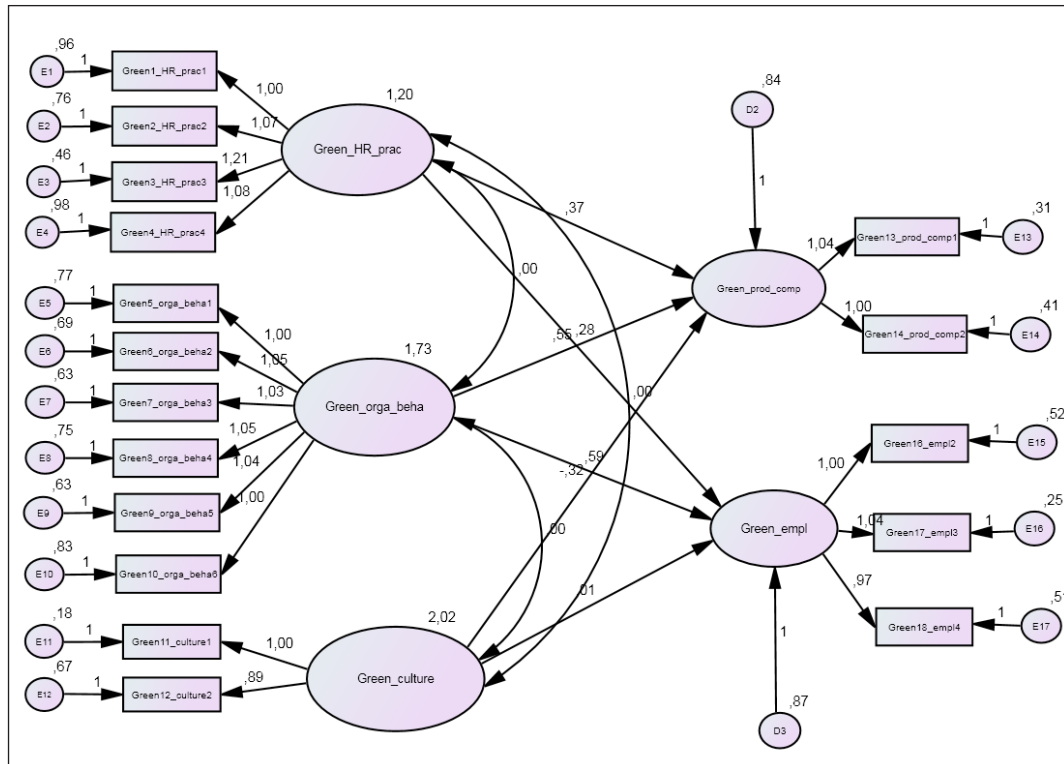 ,96
E1
1
Green1_HR_prac1
,76
E2
1
Green2_HR_prac2
,46
E3
1
Green3_HR_prac3
,98
E4
1
Green4_HR_prac4
1,00
1,07
1,21
1,08
1,20
Green_HR_prac
,77
E5
1
Green5_orga_beha1
,69
E6
1
Green6_orga_beha2
,63
E7
1
Green7_orga_beha3
,75
E8
1
Green8_orga_beha4
,63
E9
1
Green9_orga_beha5
,83
E10
1
Green10_orga_beha6
1,00
1,05
1,03
1,05
1,04
1,00
1,73
Green_orga_beha
,18
E11
1
Green11_culture1
,67
E12
1
Green12_culture2
1,00
,89
2,02
Green_culture
,37
,00
,55
,28
,00
,59
-,32
,00
,01
,84
D2
1
Green_prod_comp
1,04
1,00
Green13_prod_comp1
1
,31
E13
Green14_prod_comp2
1
,41
E14
Green_empl
1,00
1,04
,97
Green16_empl2
1
,52
E15
Green17_empl3
1
,25
E16
Green18_empl4
1
,51
E17
1
,87
D3